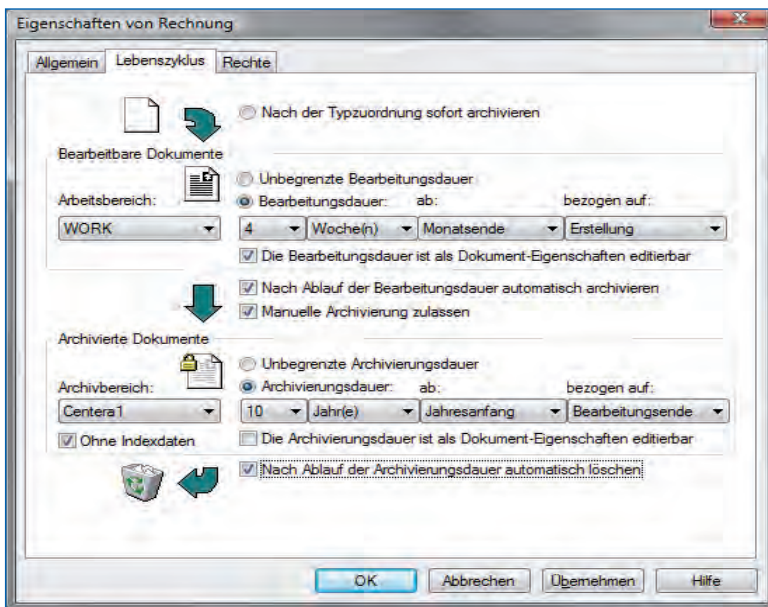 Eigenschaften von Rechnung
Allgemein Lebenszyklus Rechte
Nach der Typzuordnung sofort archivieren
Bearbeitbare Dokumente
Unbegrenzte Bearbeitungsdauer
Arbeitsbereich: Bearbeitungsdauer: ab: bezogen auf:
WORK 4 Woche(n) Monatsende Erstellung
Die Bearbeitungsdauer ist als Dokument-Eigenschaften editierbar
Nach Ablauf der Bearbeitungsdauer automatisch archivieren
Manuelle Archivierung zulassen
Archivierte Dokumente
Unbegrenzte Archivierungsdauer
Archivbereich: Archivierungsdauer: ab: bezogen auf:
Centera1 10 Jahr(e) Jahresanfang Bearbeitungsende
Ohne Indexdaten Die Archivierungsdauer ist als Dokument-Eigenschaften editierbar
Nach Ablauf der Archivierungsdauer automatisch löschen
OK Abbrechen Übernehmen Hilfe